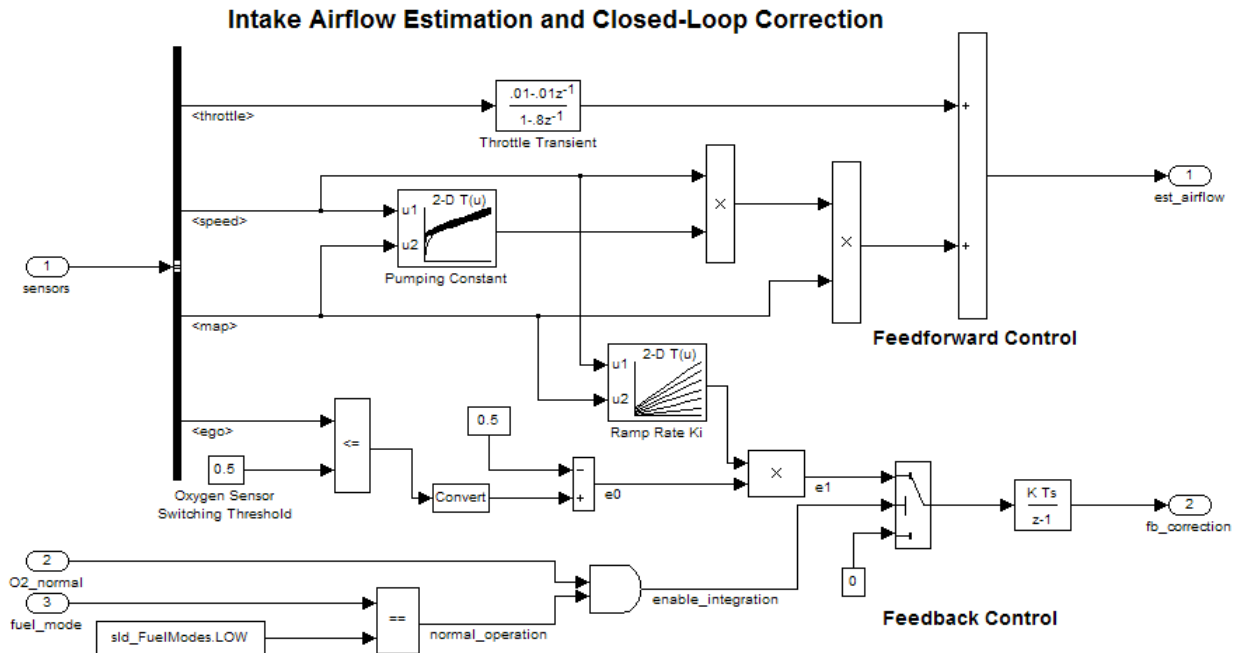 Intake Airflow Estimation and Closed-Loop Correction
<throttle>
.01-.01z-1
1-.8z-1
Throttle Transient
<speed>
2-D T(u)
u1
u2
Pumping Constant
×
×
+
+
1
est_airflow
1
sensors
<map>
Feedforward Control
2-D T(u)
u1
u2
Ramp Rate Ki
<ego>
<=
0.5
Oxygen Sensor
Switching Threshold
Convert
0.5
−
+
e0
×
e1
K Ts
z-1
2
fb_correction
0
2
O2_normal
3
fuel_mode
sld_FuelModes.LOW
==
normal_operation
enable_integration
Feedback Control